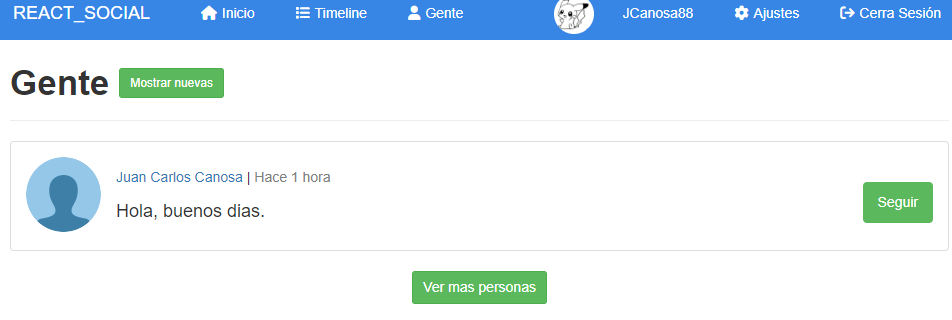 REACT_SOCIAL Inicio Timeline Gente JCanosa88 Ajustes Cerra Sesión
Gente Mostrar nuevas
Juan Carlos Canosa | Hace 1 hora
Hola, buenos dias.
Seguir
Ver mas personas